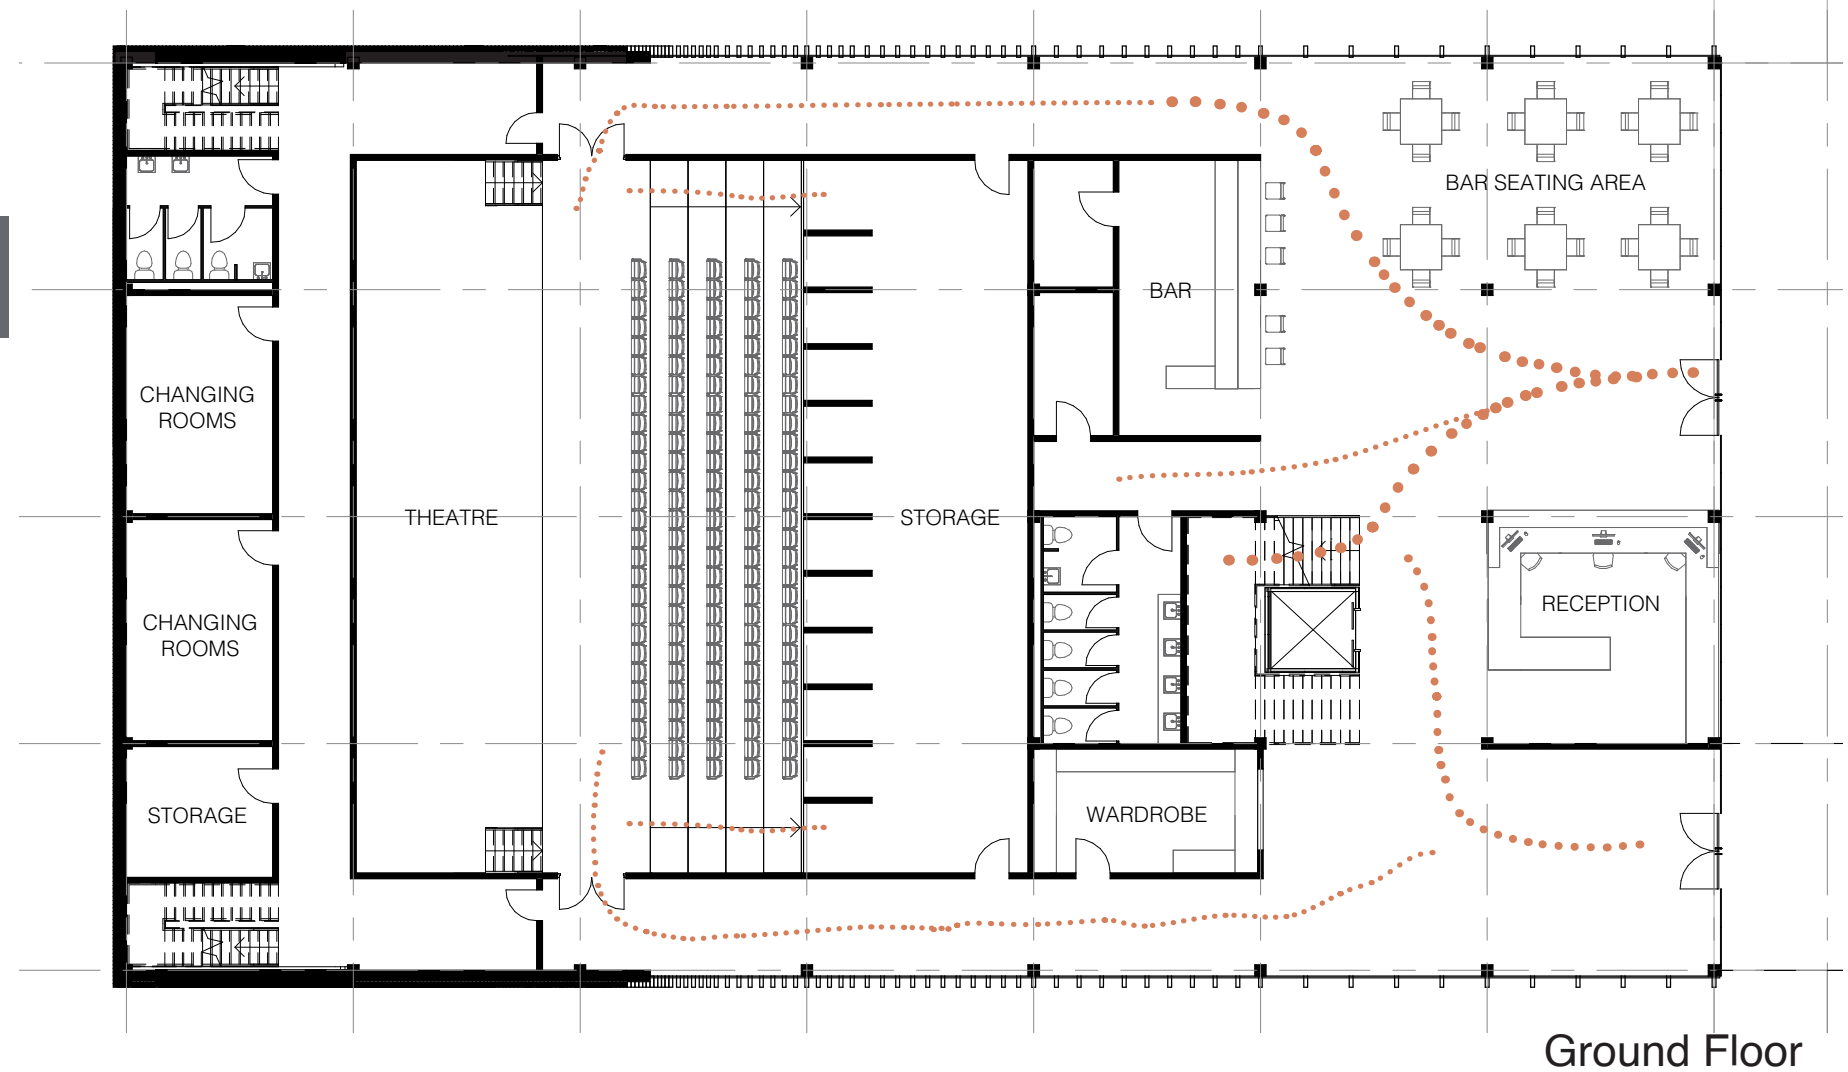 BAR SEATING AREA
BAR
CHANGING
ROOMS
THEATRE
STORAGE
RECEPTION
CHANGING
ROOMS
STORAGE
WARDROBE
Ground Floor